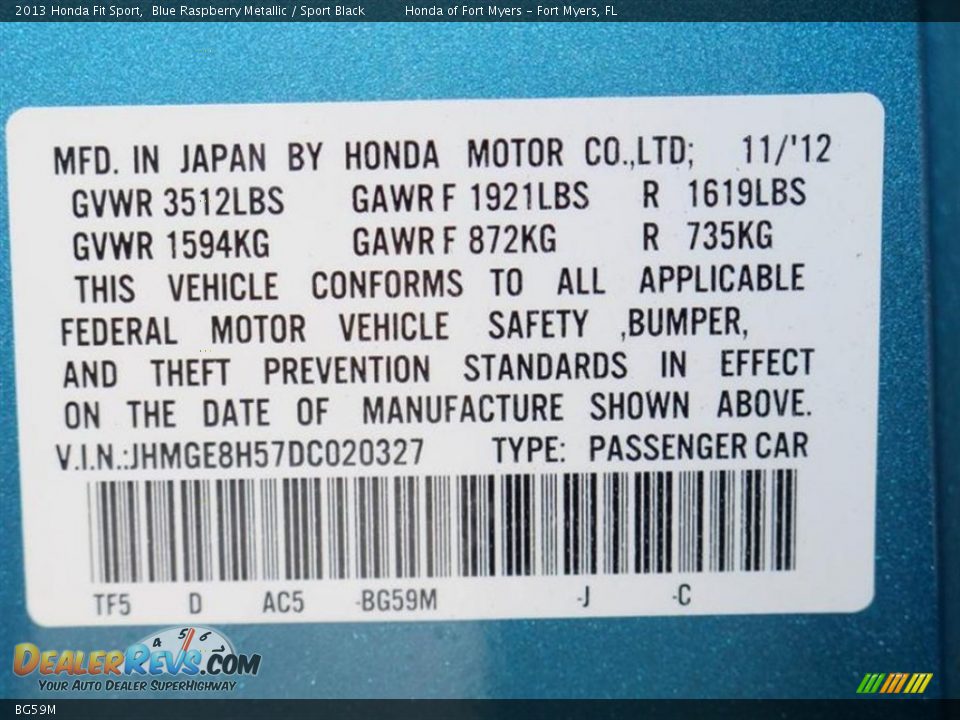 2013 Honda Fit Sport, Blue Raspberry Metallic / Sport Black Honda of Fort Myers - Fort Myers, FL
MFD. IN JAPAN BY HONDA MOTOR CO.,LTD; 11/'12
GVWR 3512LBS GAWR F 1921LBS R 1619LBS
GVWR 1594KG GAWR F 872KG R 735KG
THIS VEHICLE CONFORMS TO ALL APPLICABLE
FEDERAL MOTOR VEHICLE SAFETY ,BUMPER,
AND THEFT PREVENTION STANDARDS IN EFFECT
ON THE DATE OF MANUFACTURE SHOWN ABOVE.
V.I.N.:JHMGE8H57DC020327 TYPE: PASSENGER CAR
TF5 D AC5 -BG59M -J -C
4 5 6
DEALERREVS.COM
YOUR AUTO DEALER SUPERHIGHWAY
BG59M